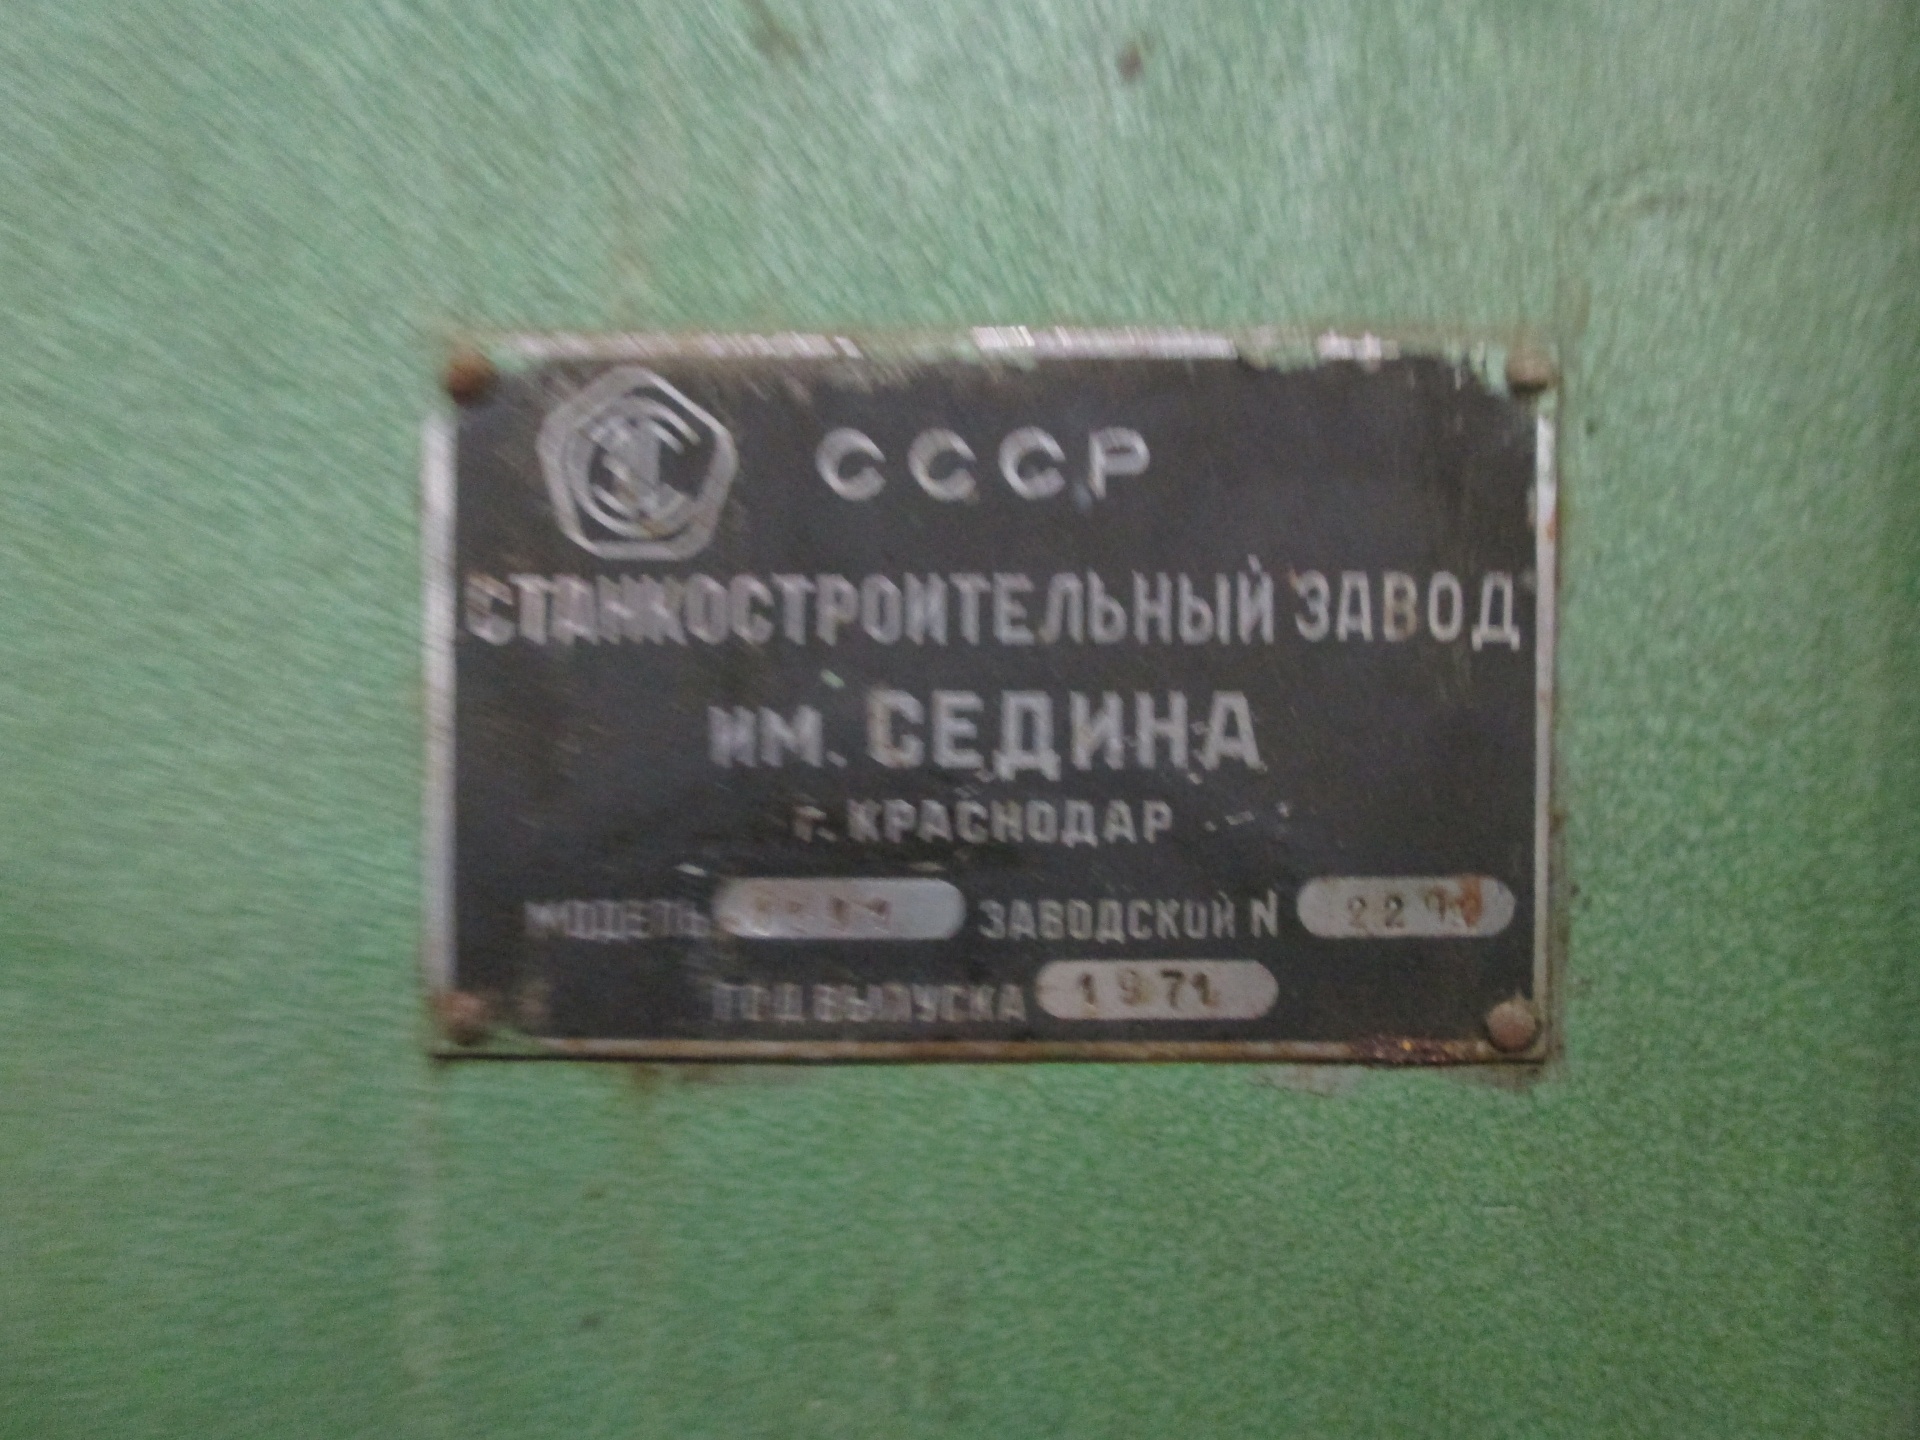 СССР
СТАНКОСТРОИТЕЛЬНЫЙ ЗАВОД
им. СЕДИНА
г. КРАСНОДАР
МОДЕЛЬ ЗАВОДСКОЙ N
ГОД ВЫПУСКА 1971